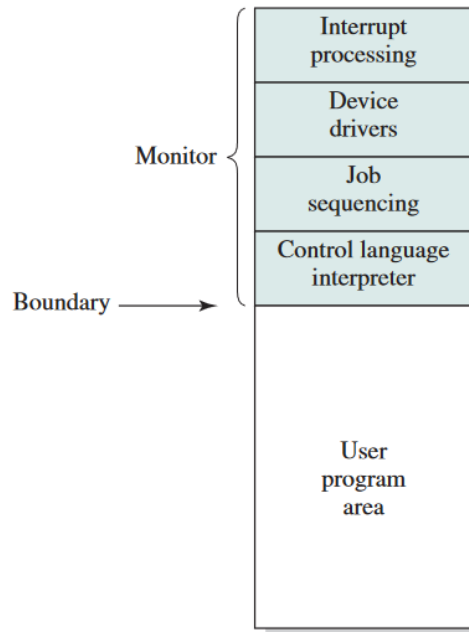 Interrupt
processing
Device
drivers
Monitor
Job
sequencing
Control language
interpreter
Boundary
User
program
area